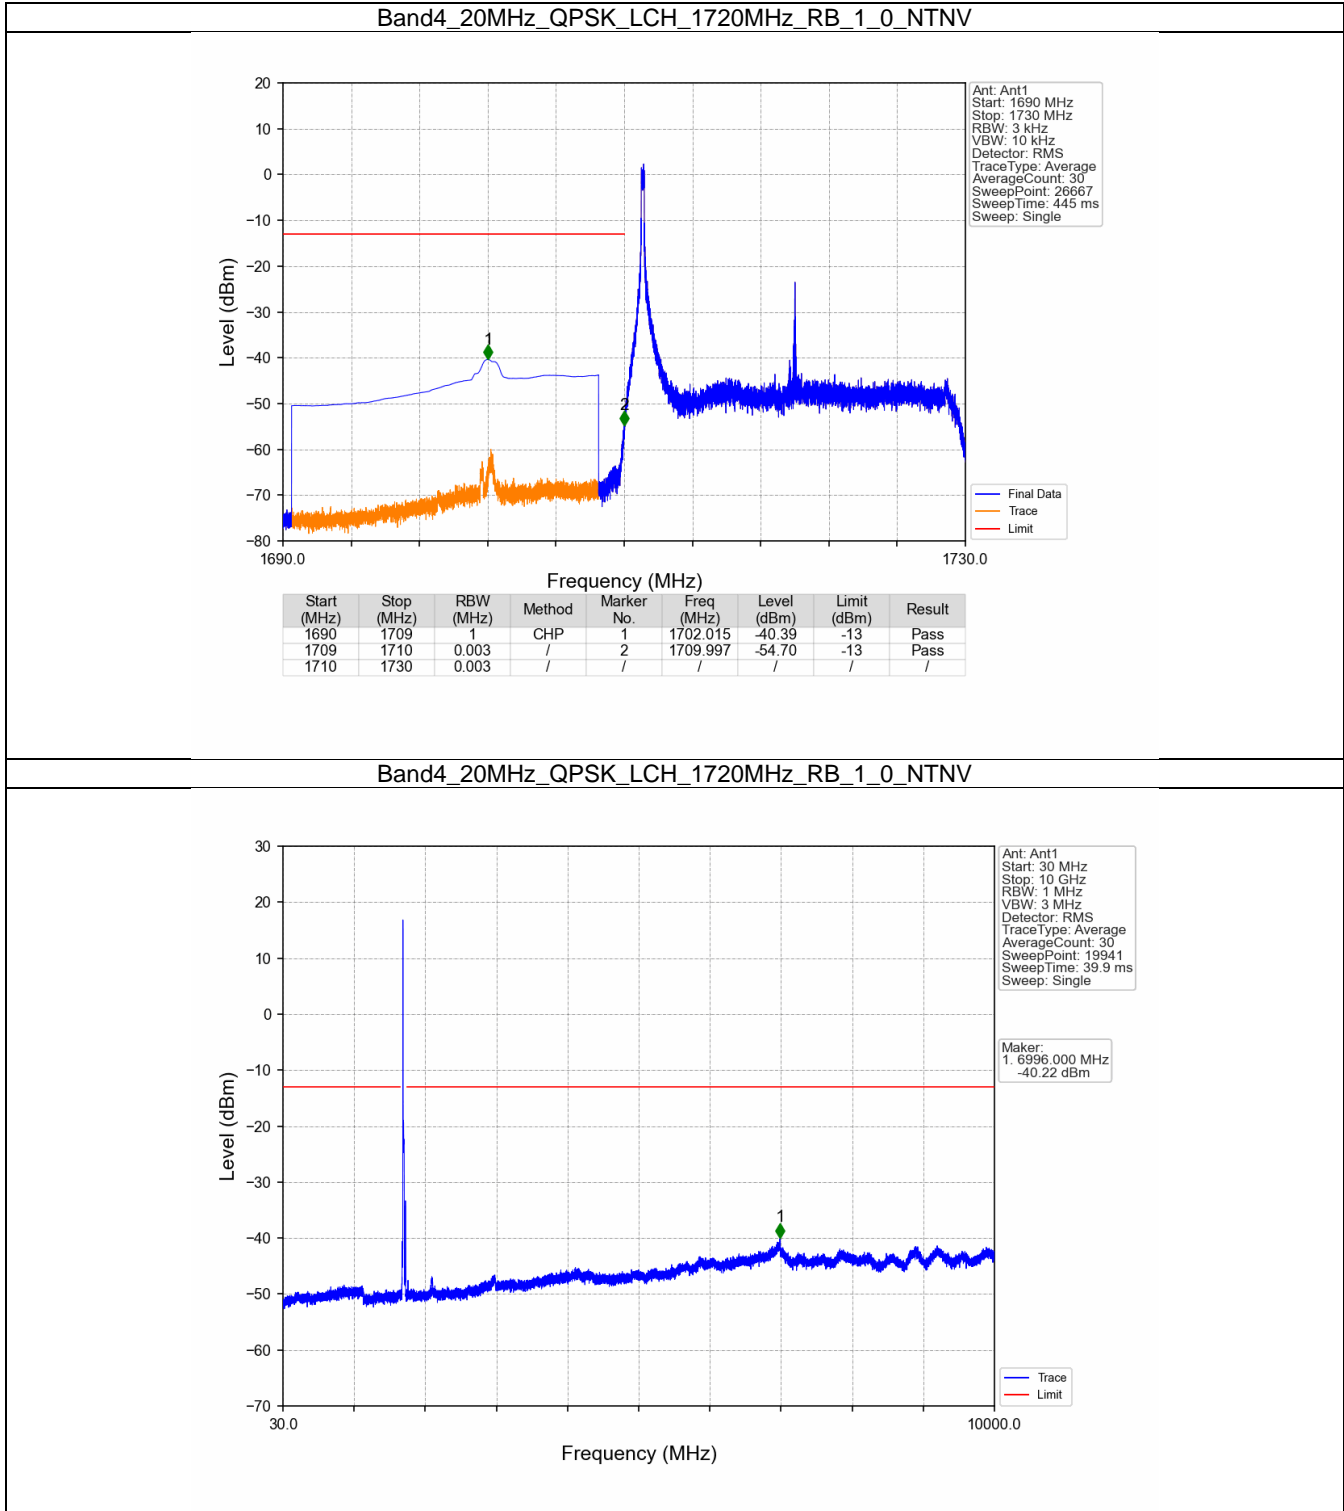 Band4_20MHz_QPSK_LCH_1720MHz_RB_1_0_NTNV
20
10
0
−10
−20
−30
−40
−50
−60
−70
−80
Level (dBm)
1
2
1690.0
1730.0
Frequency (MHz)
Ant: Ant1
Start: 1690 MHz
Stop: 1730 MHz
RBW: 3 kHz
VBW: 10 kHz
Detector: RMS
TraceType: Average
AverageCount: 30
SweepPoint: 26667
SweepTime: 445 ms
Sweep: Single
Final Data
Trace
Limit
Start (MHz) Stop (MHz) RBW (MHz) Method Marker No. Freq (MHz) Level (dBm) Limit (dBm) Result
1690 1709 1 CHP 1 1702.015 -40.39 -13 Pass
1709 1710 0.003 / 2 1709.997 -54.70 -13 Pass
1710 1730 0.003 / / / / / /
Band4_20MHz_QPSK_LCH_1720MHz_RB_1_0_NTNV
30
20
10
0
−10
−20
−30
−40
−50
−60
−70
Level (dBm)
1
30.0
10000.0
Frequency (MHz)
Ant: Ant1
Start: 30 MHz
Stop: 10 GHz
RBW: 1 MHz
VBW: 3 MHz
Detector: RMS
TraceType: Average
AverageCount: 30
SweepPoint: 19941
SweepTime: 39.9 ms
Sweep: Single
Maker:
1. 6996.000 MHz
-40.22 dBm
Trace
Limit